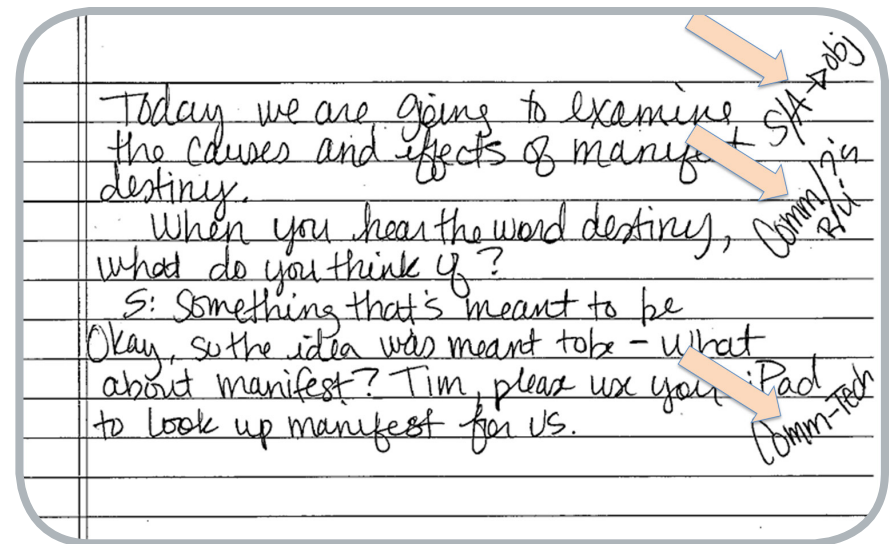 Today we are going to examine
the causes and effects of manifest
destiny.
When you hear the word destiny,
what do you think of?
S: Something that's meant to be
Okay, so the idea was meant to be - what
about manifest? Tim, please use your iPad
to look up manifest for us.
S/A → obj
Comm/
Comm-Tech